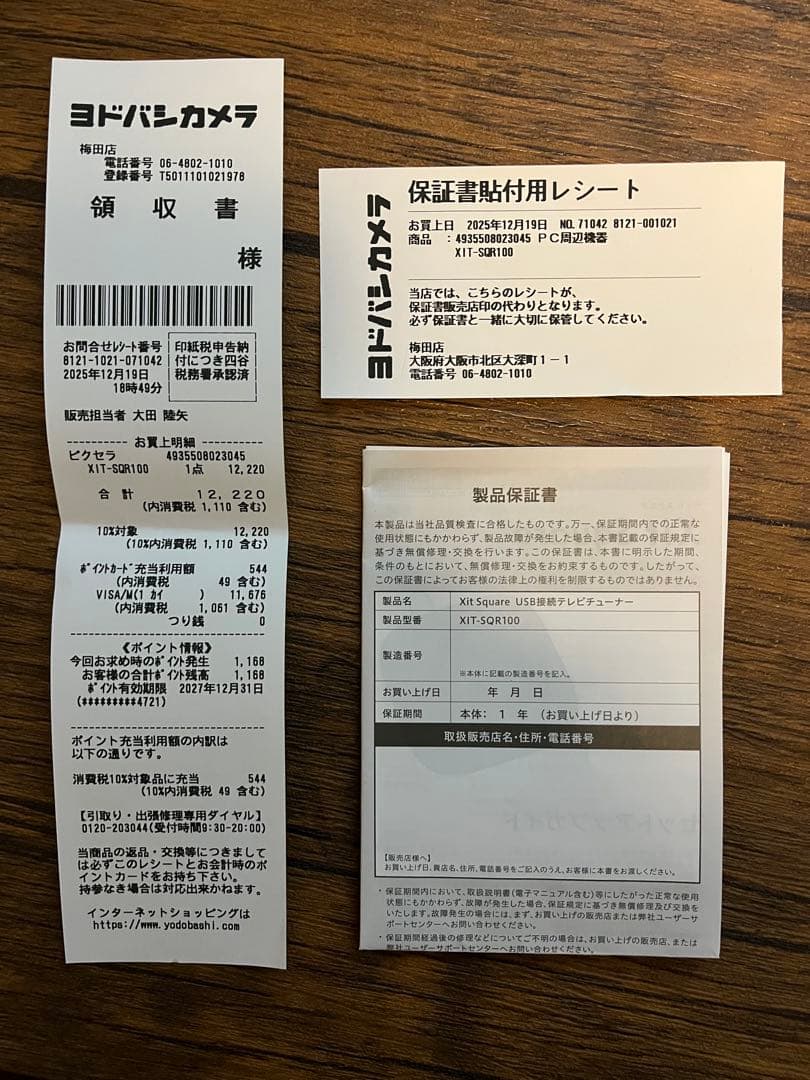 ヨドバシカメラ
梅田店
電話番号 06-4802-1010
登録番号 T5011101021978
領 収 書
様
お問合せﾚｼｰﾄ番号
8121-1021-071042
2025年12月19日
18時49分
印紙税申告納
付につき四谷
税務署承認済
販売担当者 大田 陸矢
---------- お買上明細 ----------
ピクセラ 4935508023045
XIT-SQR100 1点 12,220
合 計 12,220
(内消費税 1,110 含む)
10%対象 12,220
(10%内消費税 1,110 含む)
ﾎﾟｲﾝﾄｶｰﾄﾞ充当利用額 544
(内消費税 49 含む)
VISA/M(1 ｶｲ ) 11,676
(内消費税 1,061 含む)
つり銭 0
《ポイント情報》
今回お求め時のﾎﾟｲﾝﾄ発生 1,168
お客様の合計ﾎﾟｲﾝﾄ残高 1,168
ﾎﾟｲﾝﾄ有効期限 2027年12月31日
(*********4721)
ポイント充当利用額の内訳は
以下の通りです。
消費税10%対象品に充当 544
(10%内消費税 49 含む)
【引取り・出張修理専用ダイヤル】
0120-203044(受付時間9:30-20:00)
当商品の返品・交換等につきまして
は必ずこのレシートとお会計時のポ
イントカードをお持ち下さい。
持参なき場合は対応出来かねます。
インターネットショッピングは
https://www.yodobashi.com
ヨドバシカメラ
保証書貼付用レシート
お買上日 2025年12月19日 NO.71042 8121-001021
商品 :4935508023045 ＰＣ周辺機器
XIT-SQR100
当店では、こちらのレシートが、
保証書販売店印の代わりとなります。
必ず保証書と一緒に大切に保管してください。
梅田店
大阪府大阪市北区大深町１－１
電話番号 06-4802-1010
製品保証書
本製品は当社品質検査に合格したものです。万一、保証期間内での正常な
使用状態にもかかわらず、製品故障が発生した場合、本書記載の保証規定に
基づき無償修理・交換を行います。この保証書は、本書に明示した期間、
条件のもとにおいて、無償修理・交換をお約束するものです。したがって、
この保証書によってお客様の法律上の権利を制限するものではありません。
製品名 Xit Square USB接続テレビチューナー
製品型番 XIT-SQR100
製造番号
※本体に記載の製造番号を記入。
お買い上げ日 年 月 日
保証期間 本体: 1 年 (お買い上げ日より)
取扱販売店名・住所・電話番号
【販売店様へ】
お買い上げ日、貴店名、住所、電話番号をご記入のうえ、お客様に本書をお渡しください。
・保証期間内において、取扱説明書(電子マニュアル含む)等にしたがった正常な使用
状態にもかかわらず、故障が発生した場合、保証規定に基づき無償修理及び交換を
いたします。故障発生の場合には、まず、お買い上げの販売店または弊社ユーザーサ
ポートセンターへお問い合わせください。
・保証期間経過後の修理などについてご不明の場合は、お買い上げの販売店、または
弊社ユーザーサポートセンターへお問い合わせください。